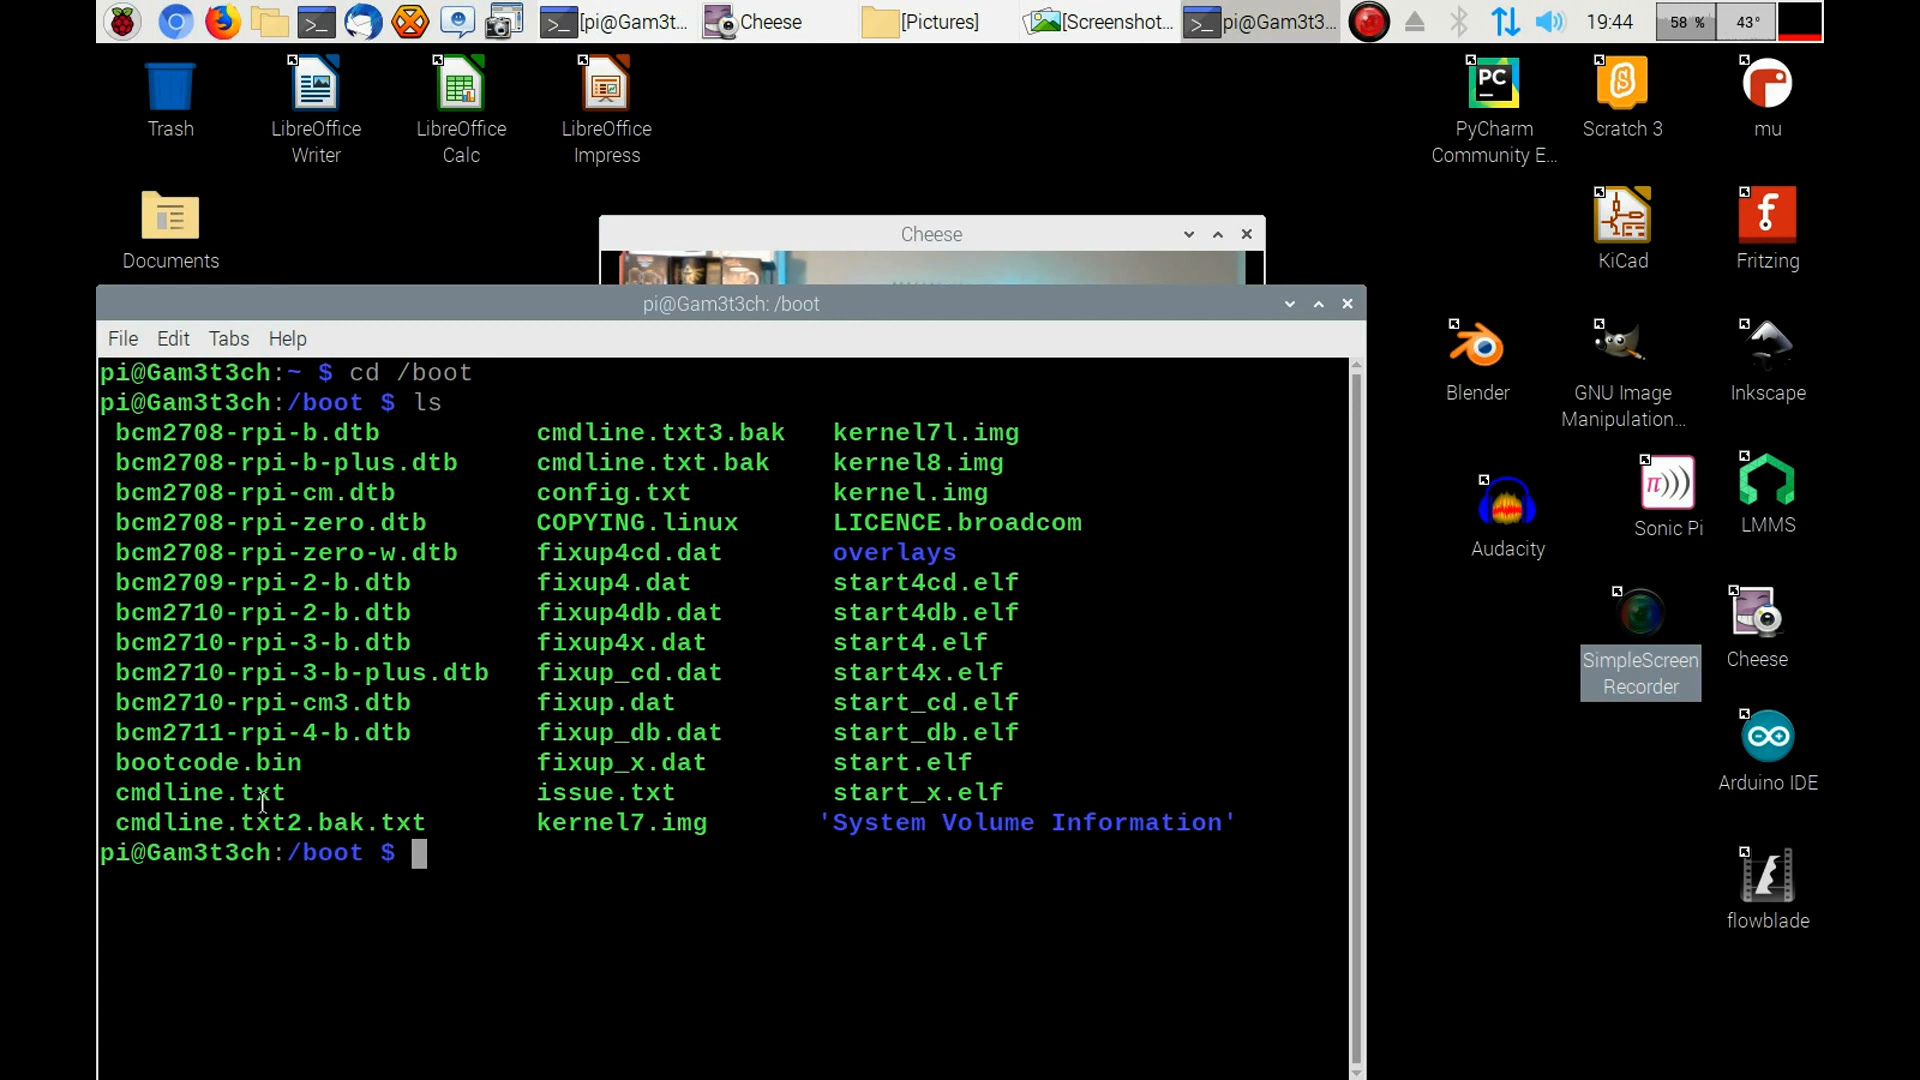 [pi@Gam3t... Cheese [Pictures] [Screenshot... pi@Gam3t3... 19:44 58 % 43°
Trash
LibreOffice Writer
LibreOffice Calc
LibreOffice Impress
PyCharm Community E...
Scratch 3
mu
Documents
KiCad
Fritzing
Cheese
pi@Gam3t3ch: /boot
File Edit Tabs Help
pi@Gam3t3ch:~ $ cd /boot
pi@Gam3t3ch:/boot $ ls
bcm2708-rpi-b.dtb cmdline.txt3.bak kernel7l.img
bcm2708-rpi-b-plus.dtb cmdline.txt.bak kernel8.img
bcm2708-rpi-cm.dtb config.txt kernel.img
bcm2708-rpi-zero.dtb COPYING.linux LICENCE.broadcom
bcm2708-rpi-zero-w.dtb fixup4cd.dat overlays
bcm2709-rpi-2-b.dtb fixup4.dat start4cd.elf
bcm2710-rpi-2-b.dtb fixup4db.dat start4db.elf
bcm2710-rpi-3-b.dtb fixup4x.dat start4.elf
bcm2710-rpi-3-b-plus.dtb fixup_cd.dat start4x.elf
bcm2710-rpi-cm3.dtb fixup.dat start_cd.elf
bcm2711-rpi-4-b.dtb fixup_db.dat start_db.elf
bootcode.bin fixup_x.dat start.elf
cmdline.txt issue.txt start_x.elf
cmdline.txt2.bak.txt kernel7.img 'System Volume Information'
pi@Gam3t3ch:/boot $
Blender
GNU Image Manipulation...
Inkscape
Audacity
Sonic Pi
LMMS
SimpleScreen Recorder
Cheese
Arduino IDE
flowblade